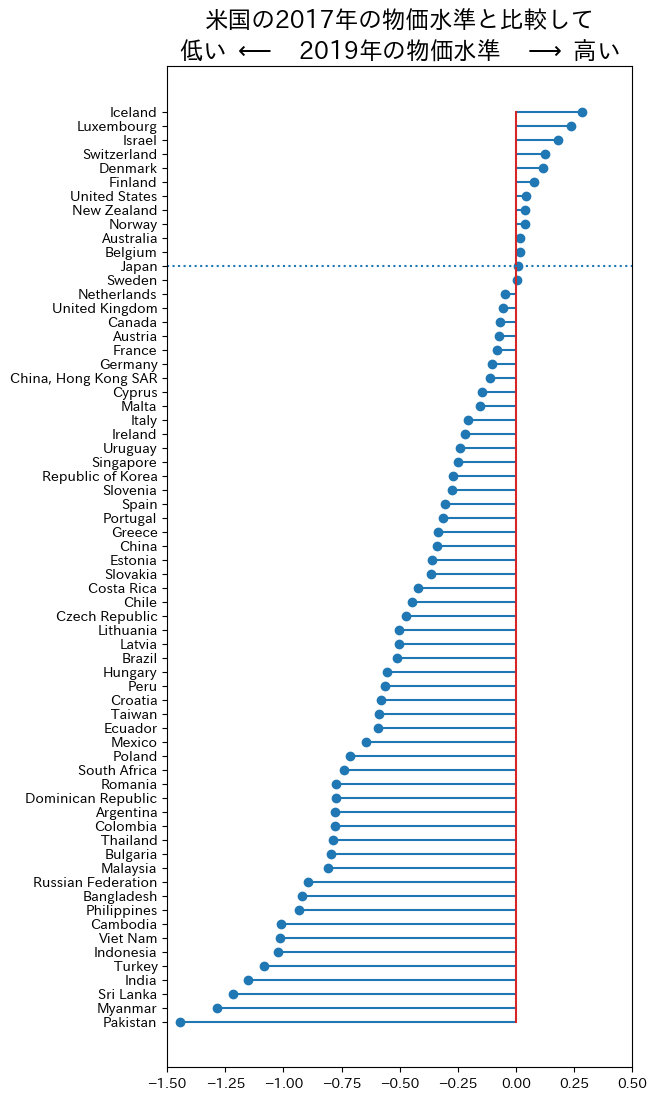 米国の2017年の物価水準と比較して
低い ⟵ 2019年の物価水準 ⟶ 高い
Iceland
Luxembourg
Israel
Switzerland
Denmark
Finland
United States
New Zealand
Norway
Australia
Belgium
Japan
Sweden
Netherlands
United Kingdom
Canada
Austria
France
Germany
China, Hong Kong SAR
Cyprus
Malta
Italy
Ireland
Uruguay
Singapore
Republic of Korea
Slovenia
Spain
Portugal
Greece
China
Estonia
Slovakia
Costa Rica
Chile
Czech Republic
Lithuania
Latvia
Brazil
Hungary
Peru
Croatia
Taiwan
Ecuador
Mexico
Poland
South Africa
Romania
Dominican Republic
Argentina
Colombia
Thailand
Bulgaria
Malaysia
Russian Federation
Bangladesh
Philippines
Cambodia
Viet Nam
Indonesia
Turkey
India
Sri Lanka
Myanmar
Pakistan
−1.50 −1.25 −1.00 −0.75 −0.50 −0.25 0.00 0.25 0.50